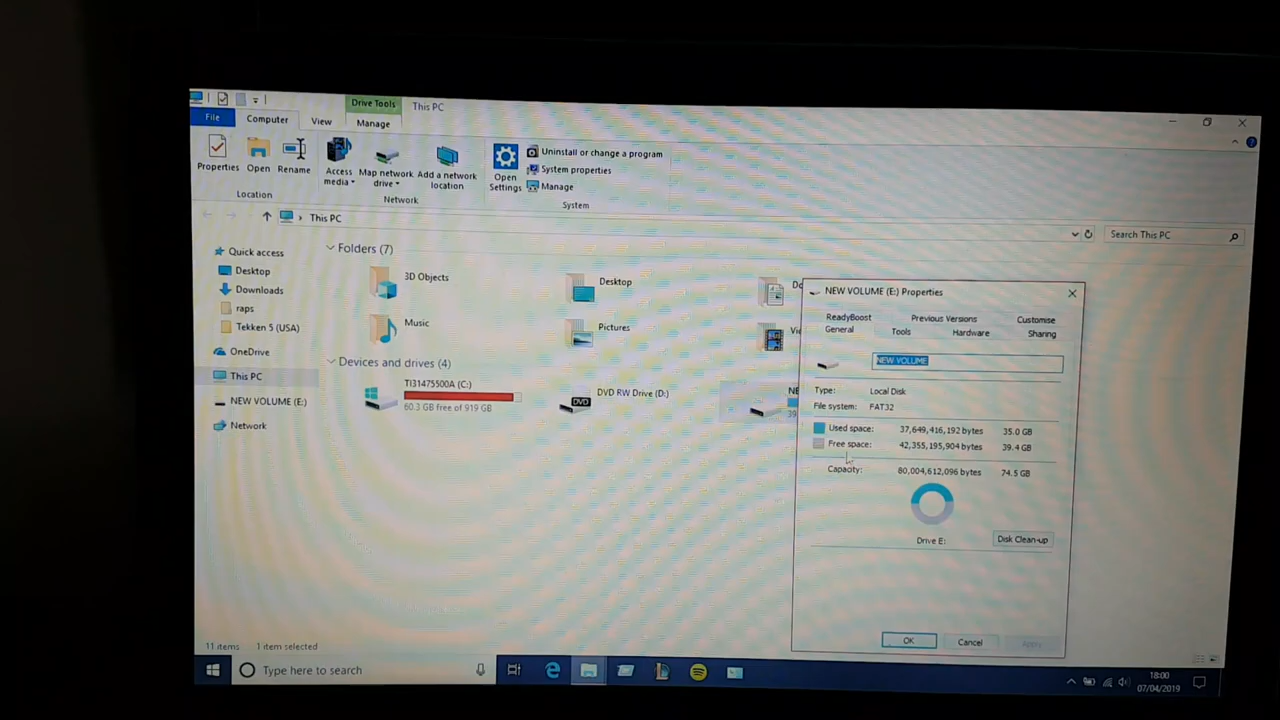 Drive Tools This PC
File Computer View Manage
Properties Open Rename Access media Map network drive Add a network location Open Settings Uninstall or change a program
System properties
Manage
Location Network System
This PC Search This PC
Quick access
Desktop
Downloads
raps
Tekken 5 (USA)
OneDrive
This PC
NEW VOLUME (E:)
Network
Folders (7)
3D Objects Desktop
Music Pictures
Devices and drives (4)
TI31475500A (C:)
60.3 GB free of 919 GB
DVD RW Drive (D:)
NEW VOLUME (E:) Properties
ReadyBoost Previous Versions Customise
General Tools Hardware Sharing
NEW VOLUME
Type: Local Disk
File system: FAT32
Used space: 37,649,416,192 bytes 35.0 GB
Free space: 42,355,195,904 bytes 39.4 GB
Capacity: 80,004,612,096 bytes 74.5 GB
Drive E: Disk Clean-up
OK Cancel Apply
11 items 1 item selected
Type here to search
18:00
07/04/2019